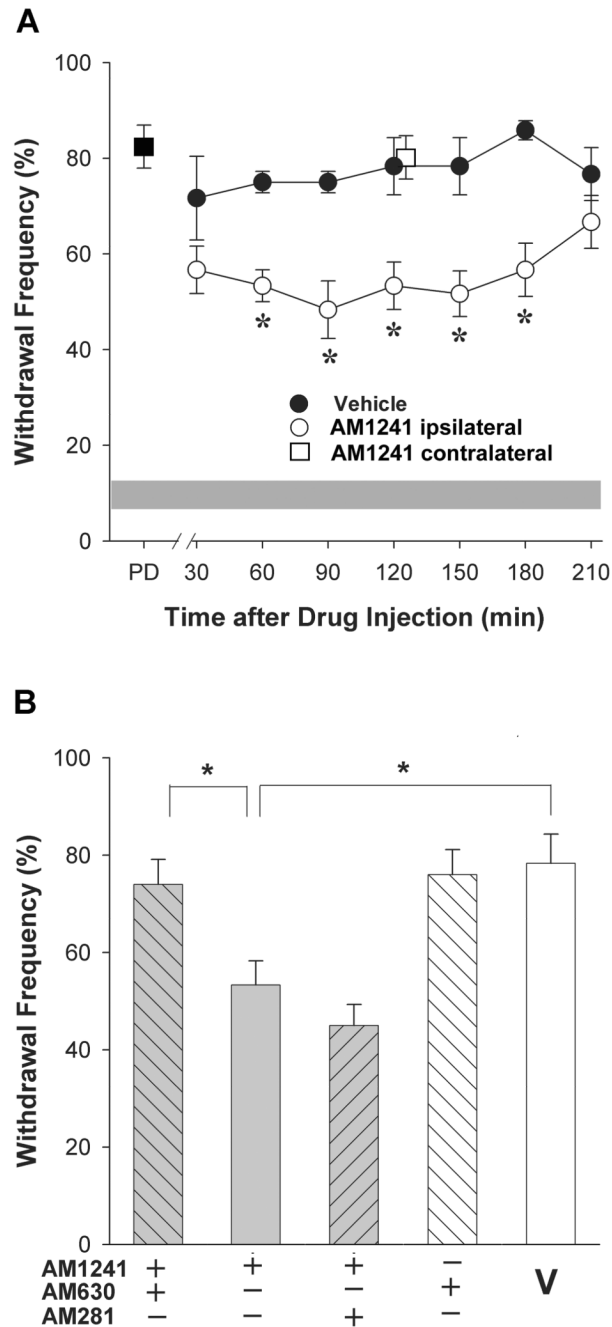 A
100
80
60
40
20
0
Withdrawal Frequency (%)
* * * * *
Vehicle
AM1241 ipsilateral
AM1241 contralateral
PD 30 60 90 120 150 180 210
Time after Drug Injection (min)
B
100
80
60
40
20
0
Withdrawal Frequency (%)
* *
AM1241 + + + −
AM630 + − − + V
AM281 − − + −